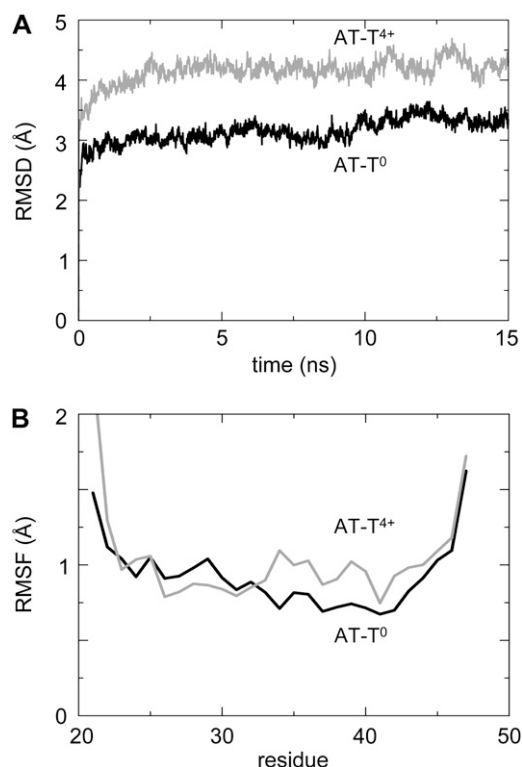 A
5
AT-T⁴⁺
4
3
AT-T⁰
RMSD (Å)
2
1
0
0 5 10 15
time (ns)
B
2
AT-T⁴⁺
RMSF (Å)
1
AT-T⁰
0
20 30 40 50
residue